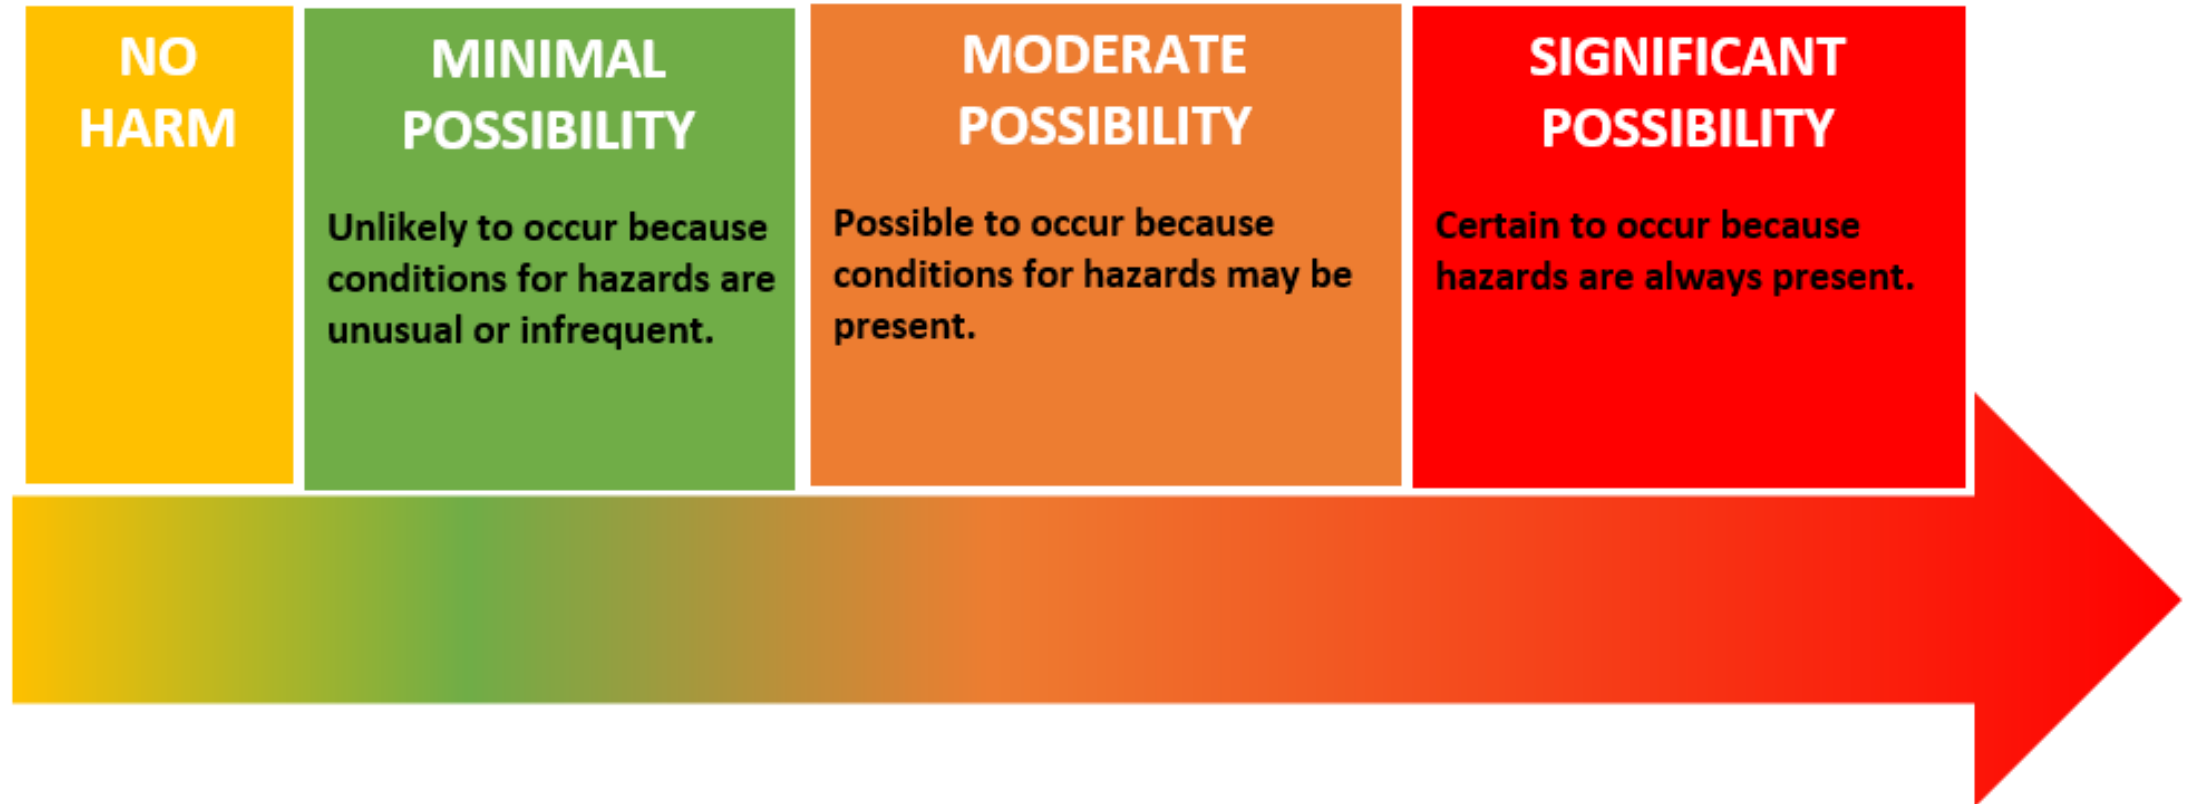 NO
HARM
MINIMAL
POSSIBILITY
Unlikely to occur because
conditions for hazards are
unusual or infrequent.
MODERATE
POSSIBILITY
Possible to occur because
conditions for hazards may be
present.
SIGNIFICANT
POSSIBILITY
Certain to occur because
hazards are always present.